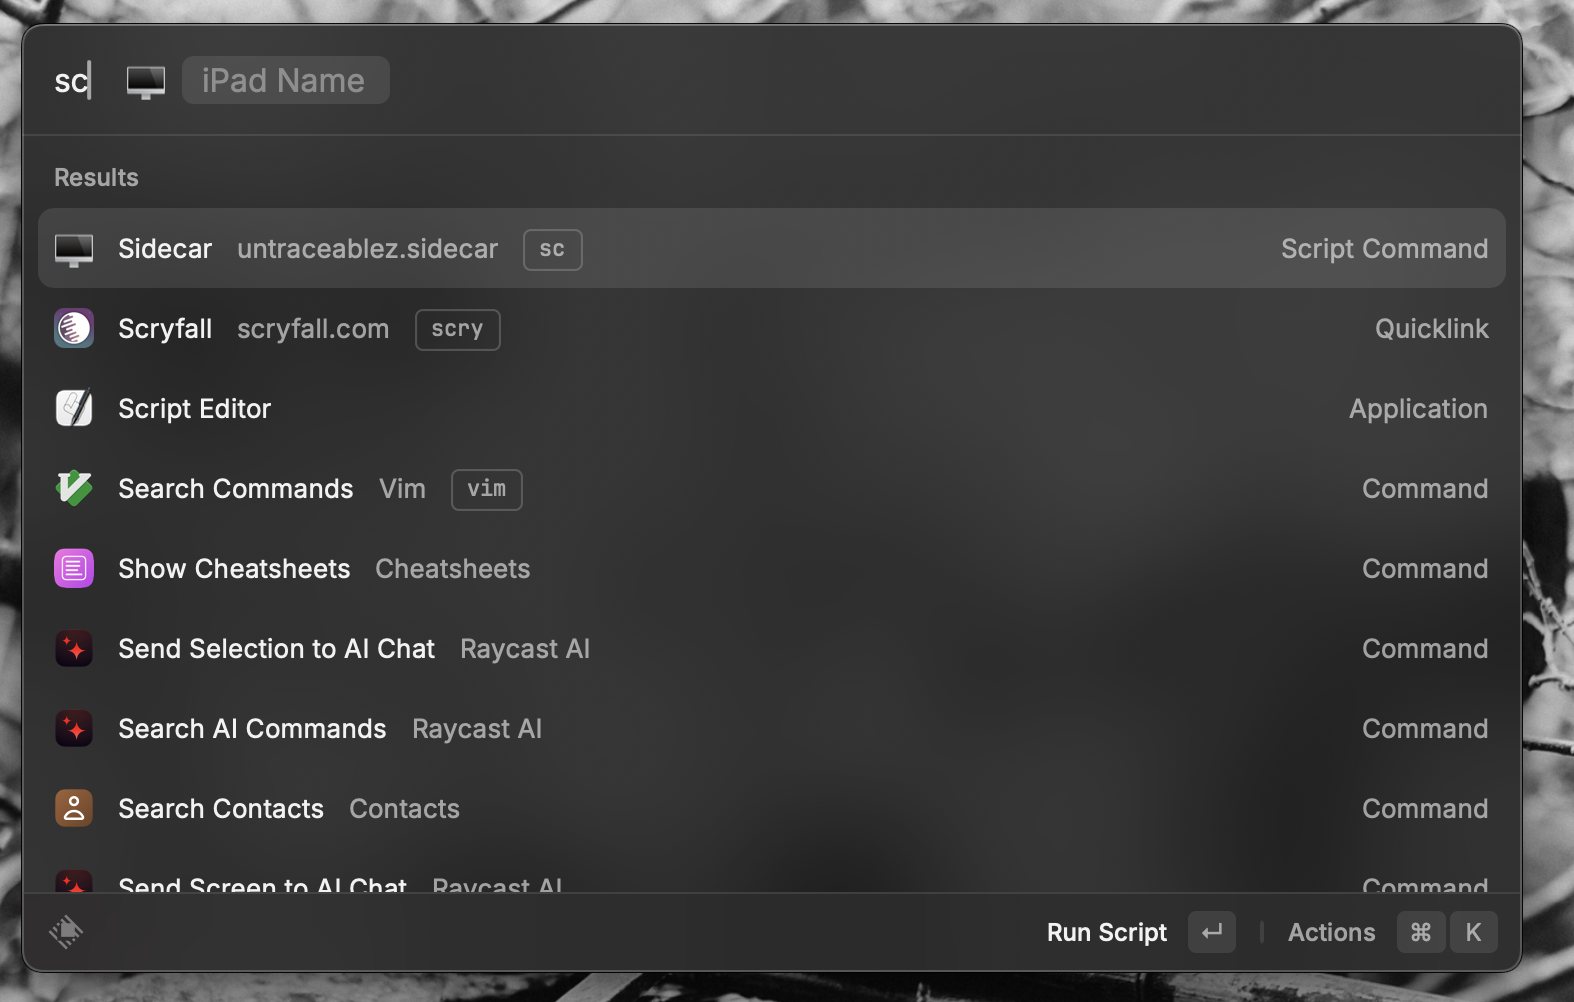 sc iPad Name
Results
Sidecar untraceablez.sidecar sc Script Command
Scryfall scryfall.com scry Quicklink
Script Editor Application
Search Commands Vim vim Command
Show Cheatsheets Cheatsheets Command
Send Selection to AI Chat Raycast AI Command
Search AI Commands Raycast AI Command
Search Contacts Contacts Command
Send Screen to AI Chat Raycast AI Command
Run Script ↵ | Actions ⌘ K